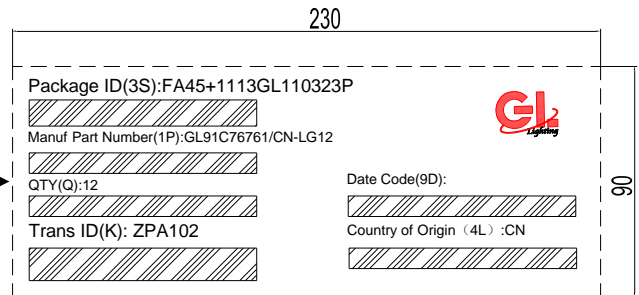 230
Package ID(3S):FA45+1113GL110323P
GL
Lighting
Manuf Part Number(1P):GL91C76761/CN-LG12
QTY(Q):12
Date Code(9D):
90
Trans ID(K): ZPA102
Country of Origin（4L）:CN